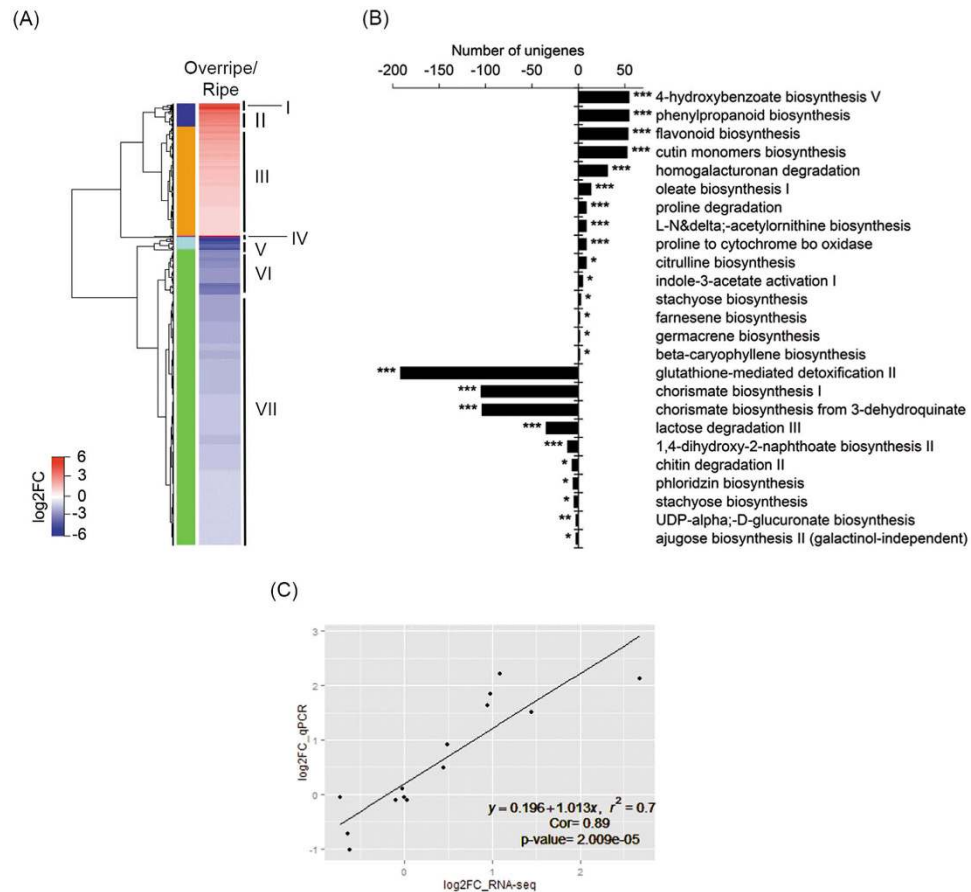 (A)
Overripe/
Ripe
I
II
III
IV
V
VI
VII
log2FC
6
3
0
-3
-6
(B)
Number of unigenes
-200 -150 -100 -50 0 50
*** 4-hydroxybenzoate biosynthesis V
*** phenylpropanoid biosynthesis
*** flavonoid biosynthesis
*** cutin monomers biosynthesis
*** homogalacturonan degradation
*** oleate biosynthesis I
*** proline degradation
*** L-N&delta;-acetylornithine biosynthesis
*** proline to cytochrome bo oxidase
* citrulline biosynthesis
* indole-3-acetate activation I
* stachyose biosynthesis
* farnesene biosynthesis
* germacrene biosynthesis
* beta-caryophyllene biosynthesis
*** glutathione-mediated detoxification II
*** chorismate biosynthesis I
*** chorismate biosynthesis from 3-dehydroquinate
*** lactose degradation III
*** 1,4-dihydroxy-2-naphthoate biosynthesis II
* chitin degradation II
* phloridzin biosynthesis
* stachyose biosynthesis
** UDP-alpha;-D-glucuronate biosynthesis
* ajugose biosynthesis II (galactinol-independent)
(C)
log2FC_qPCR
3
2
1
0
-1
y = 0.196 + 1.013x, r² = 0.7
Cor= 0.89
p-value= 2.009e-05
0 1 2
log2FC_RNA-seq